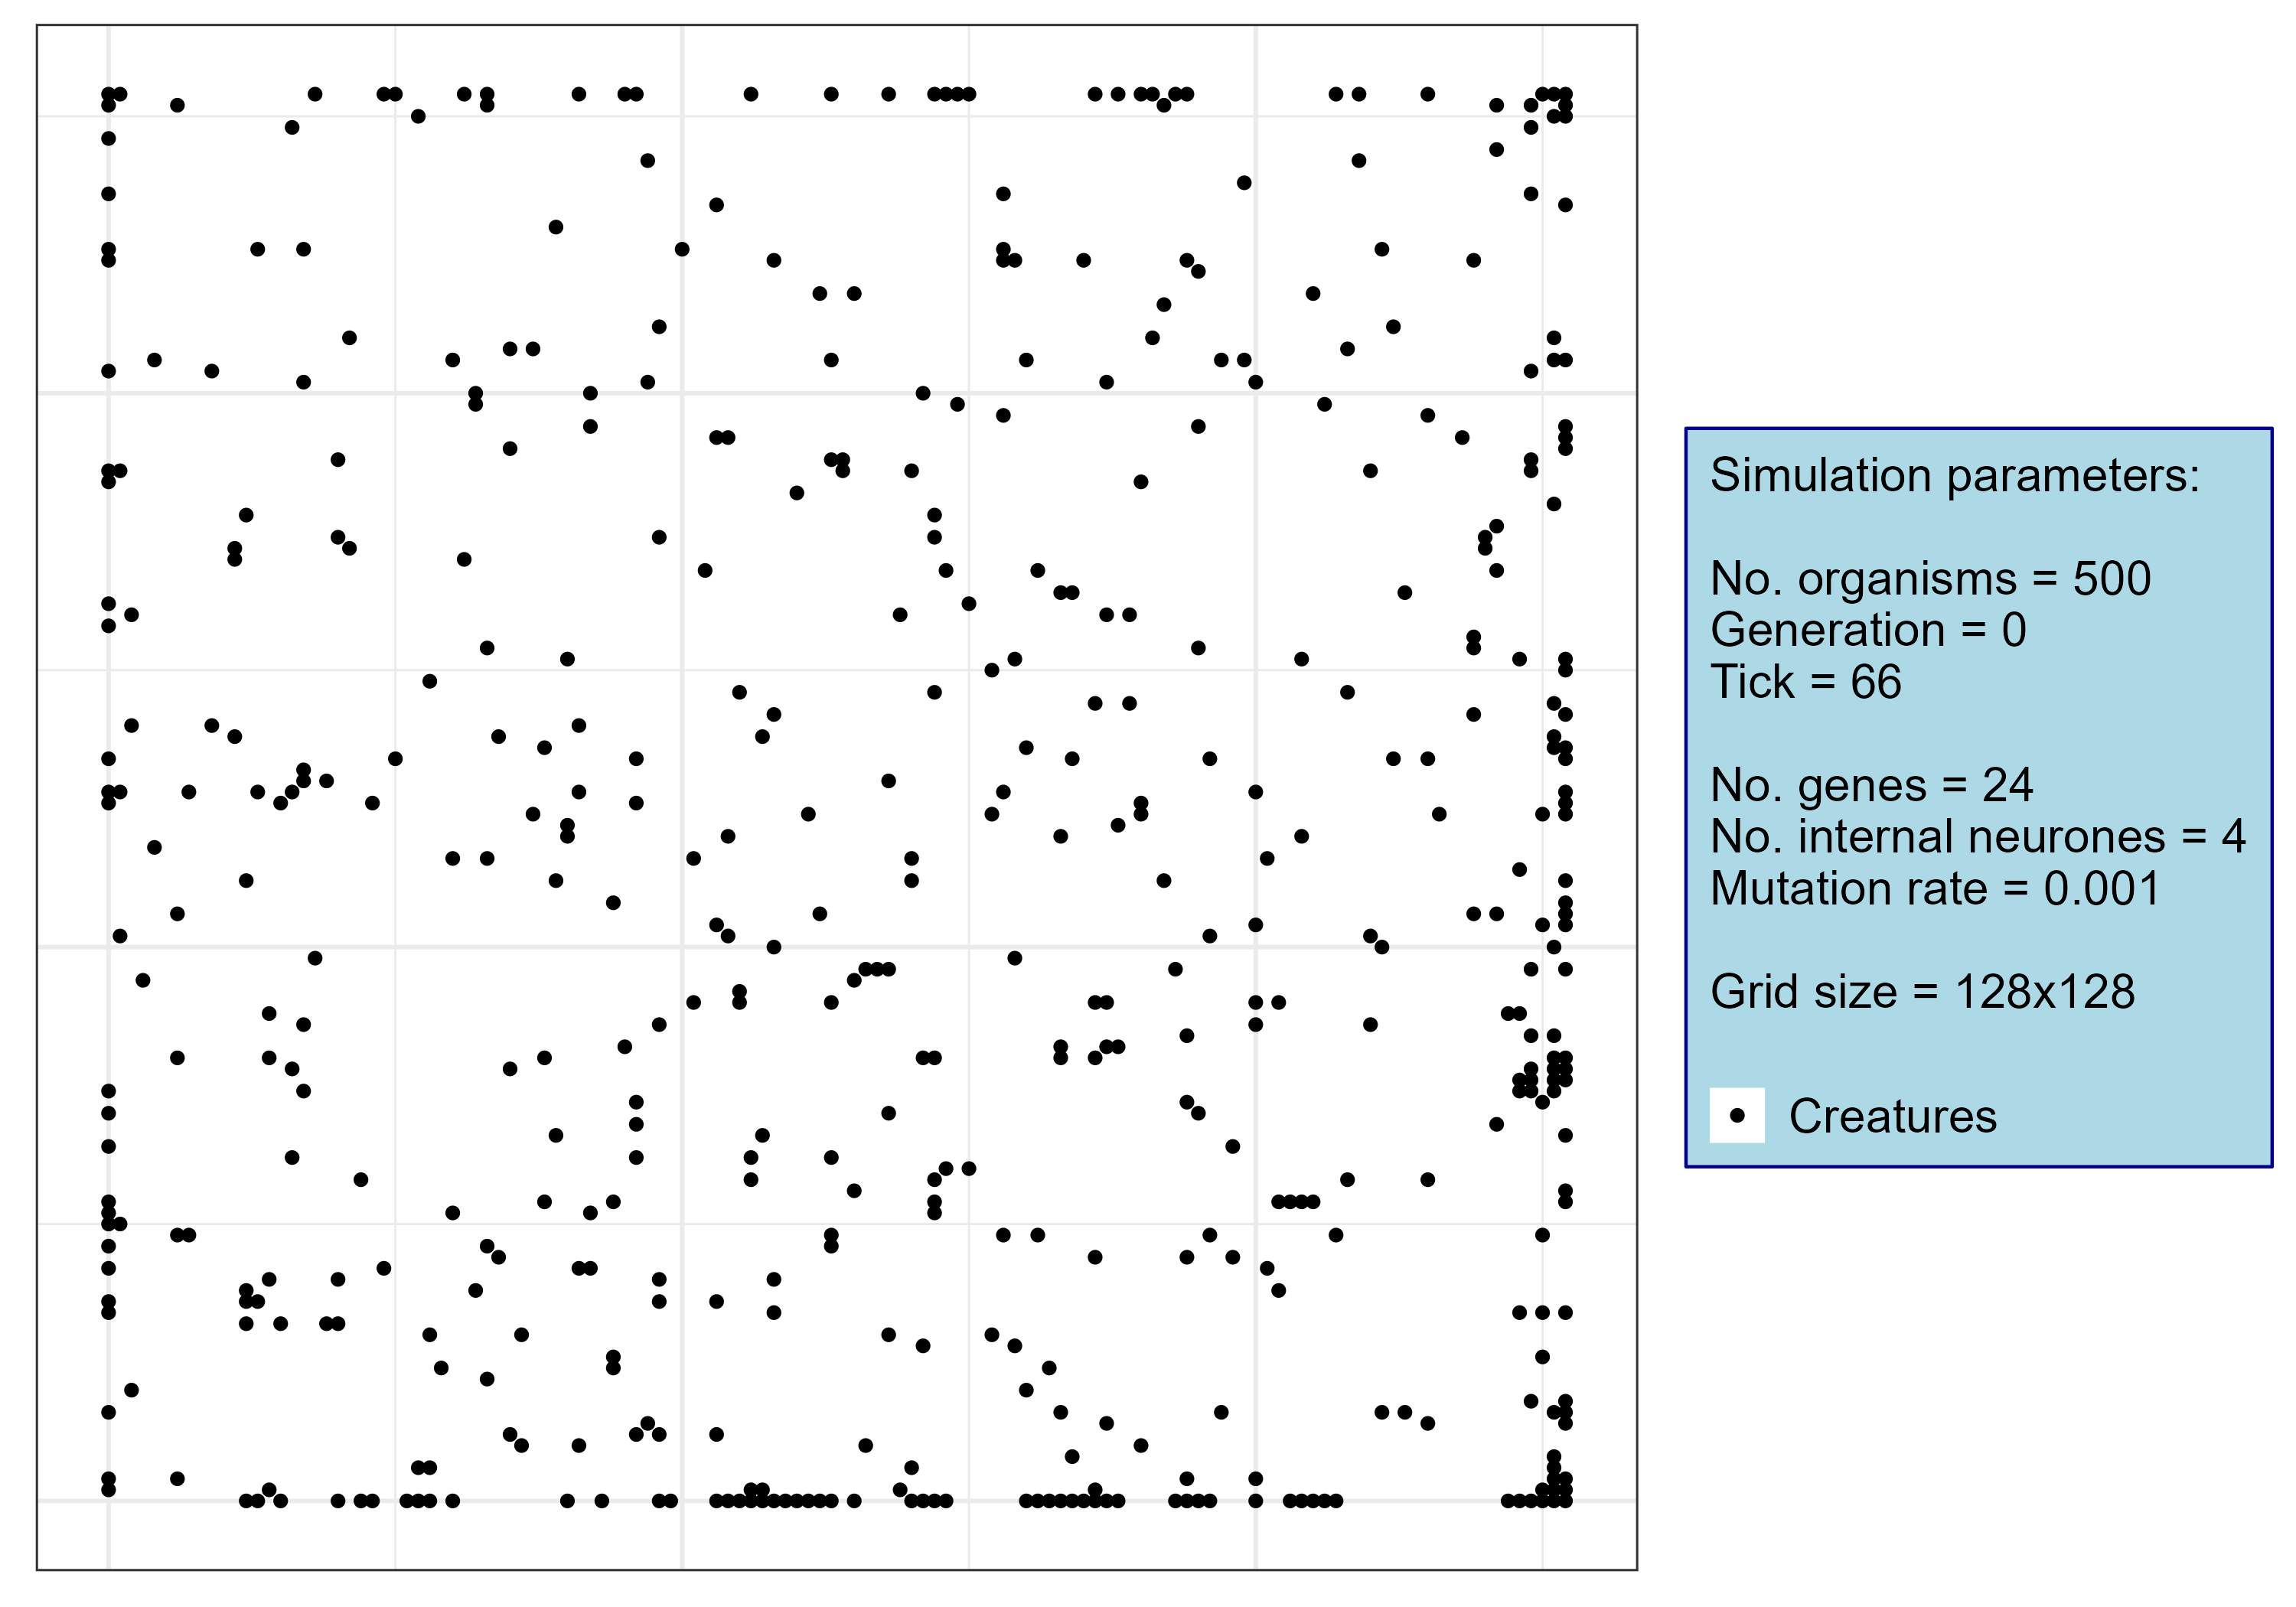 Simulation parameters:
No. organisms = 500
Generation = 0
Tick = 66
No. genes = 24
No. internal neurones = 4
Mutation rate = 0.001
Grid size = 128x128
Creatures